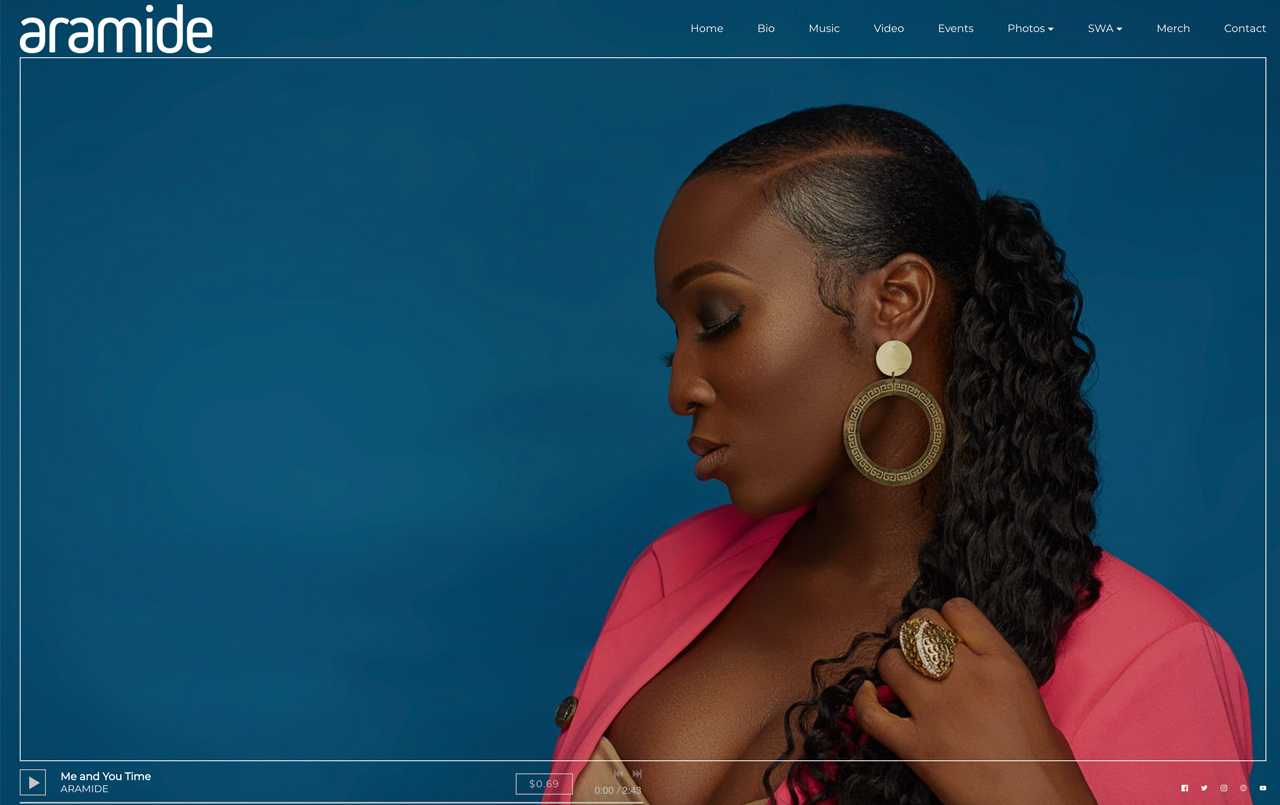 aramide
Home Bio Music Video Events Photos SWA Merch Contact
Me and You Time
ARAMIDE
$0.69
0:00 / 2:43